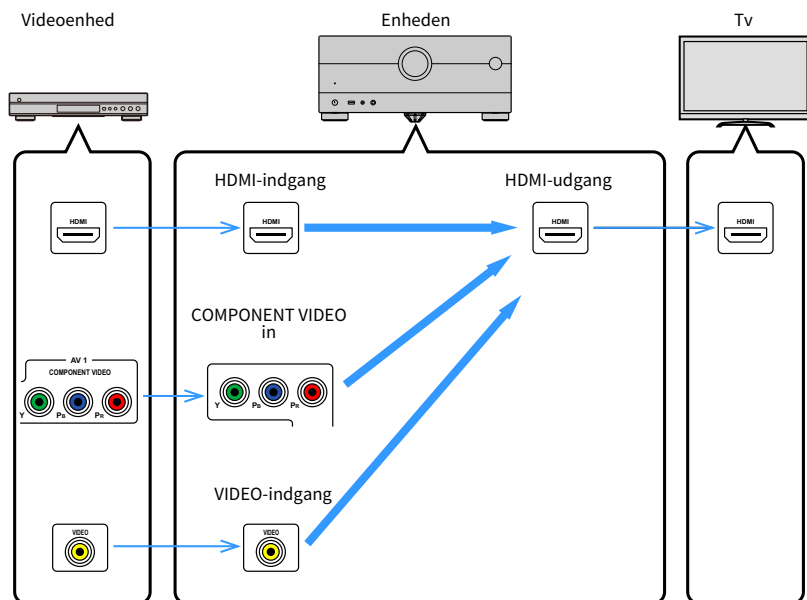 Videoenhed
Enheden
Tv
HDMI-indgang
HDMI-udgang
HDMI
HDMI
HDMI
HDMI
COMPONENT VIDEO
in
AV 1
COMPONENT VIDEO
Y PB PR
Y PB PR
VIDEO-indgang
VIDEO
VIDEO